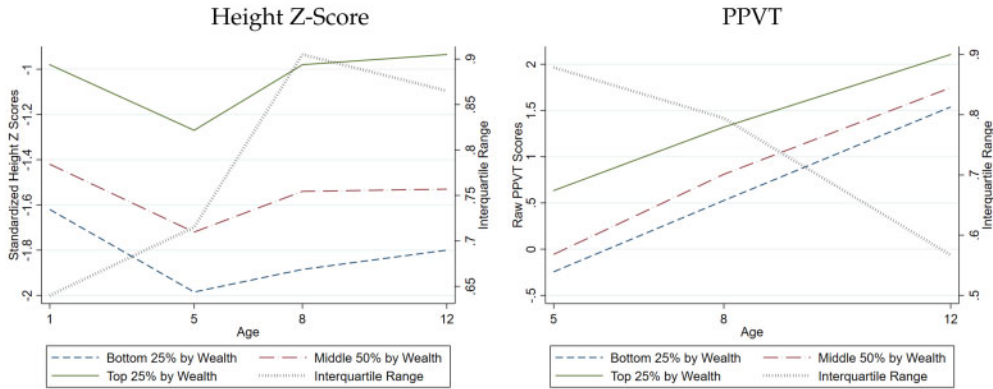 Height Z-Score
Standardized Height Z Scores
-2 -1.8 -1.6 -1.4 -1.2 -1
Interquartile Range
.65 .7 .75 .8 .85 .9
1 5 8 12
Age
Bottom 25% by Wealth Middle 50% by Wealth
Top 25% by Wealth Interquartile Range
PPVT
Raw PPVT Scores
-.5 0 .5 1 1.5 2
Interquartile Range
.5 .6 .7 .8 .9
5 8 12
Age
Bottom 25% by Wealth Middle 50% by Wealth
Top 25% by Wealth Interquartile Range